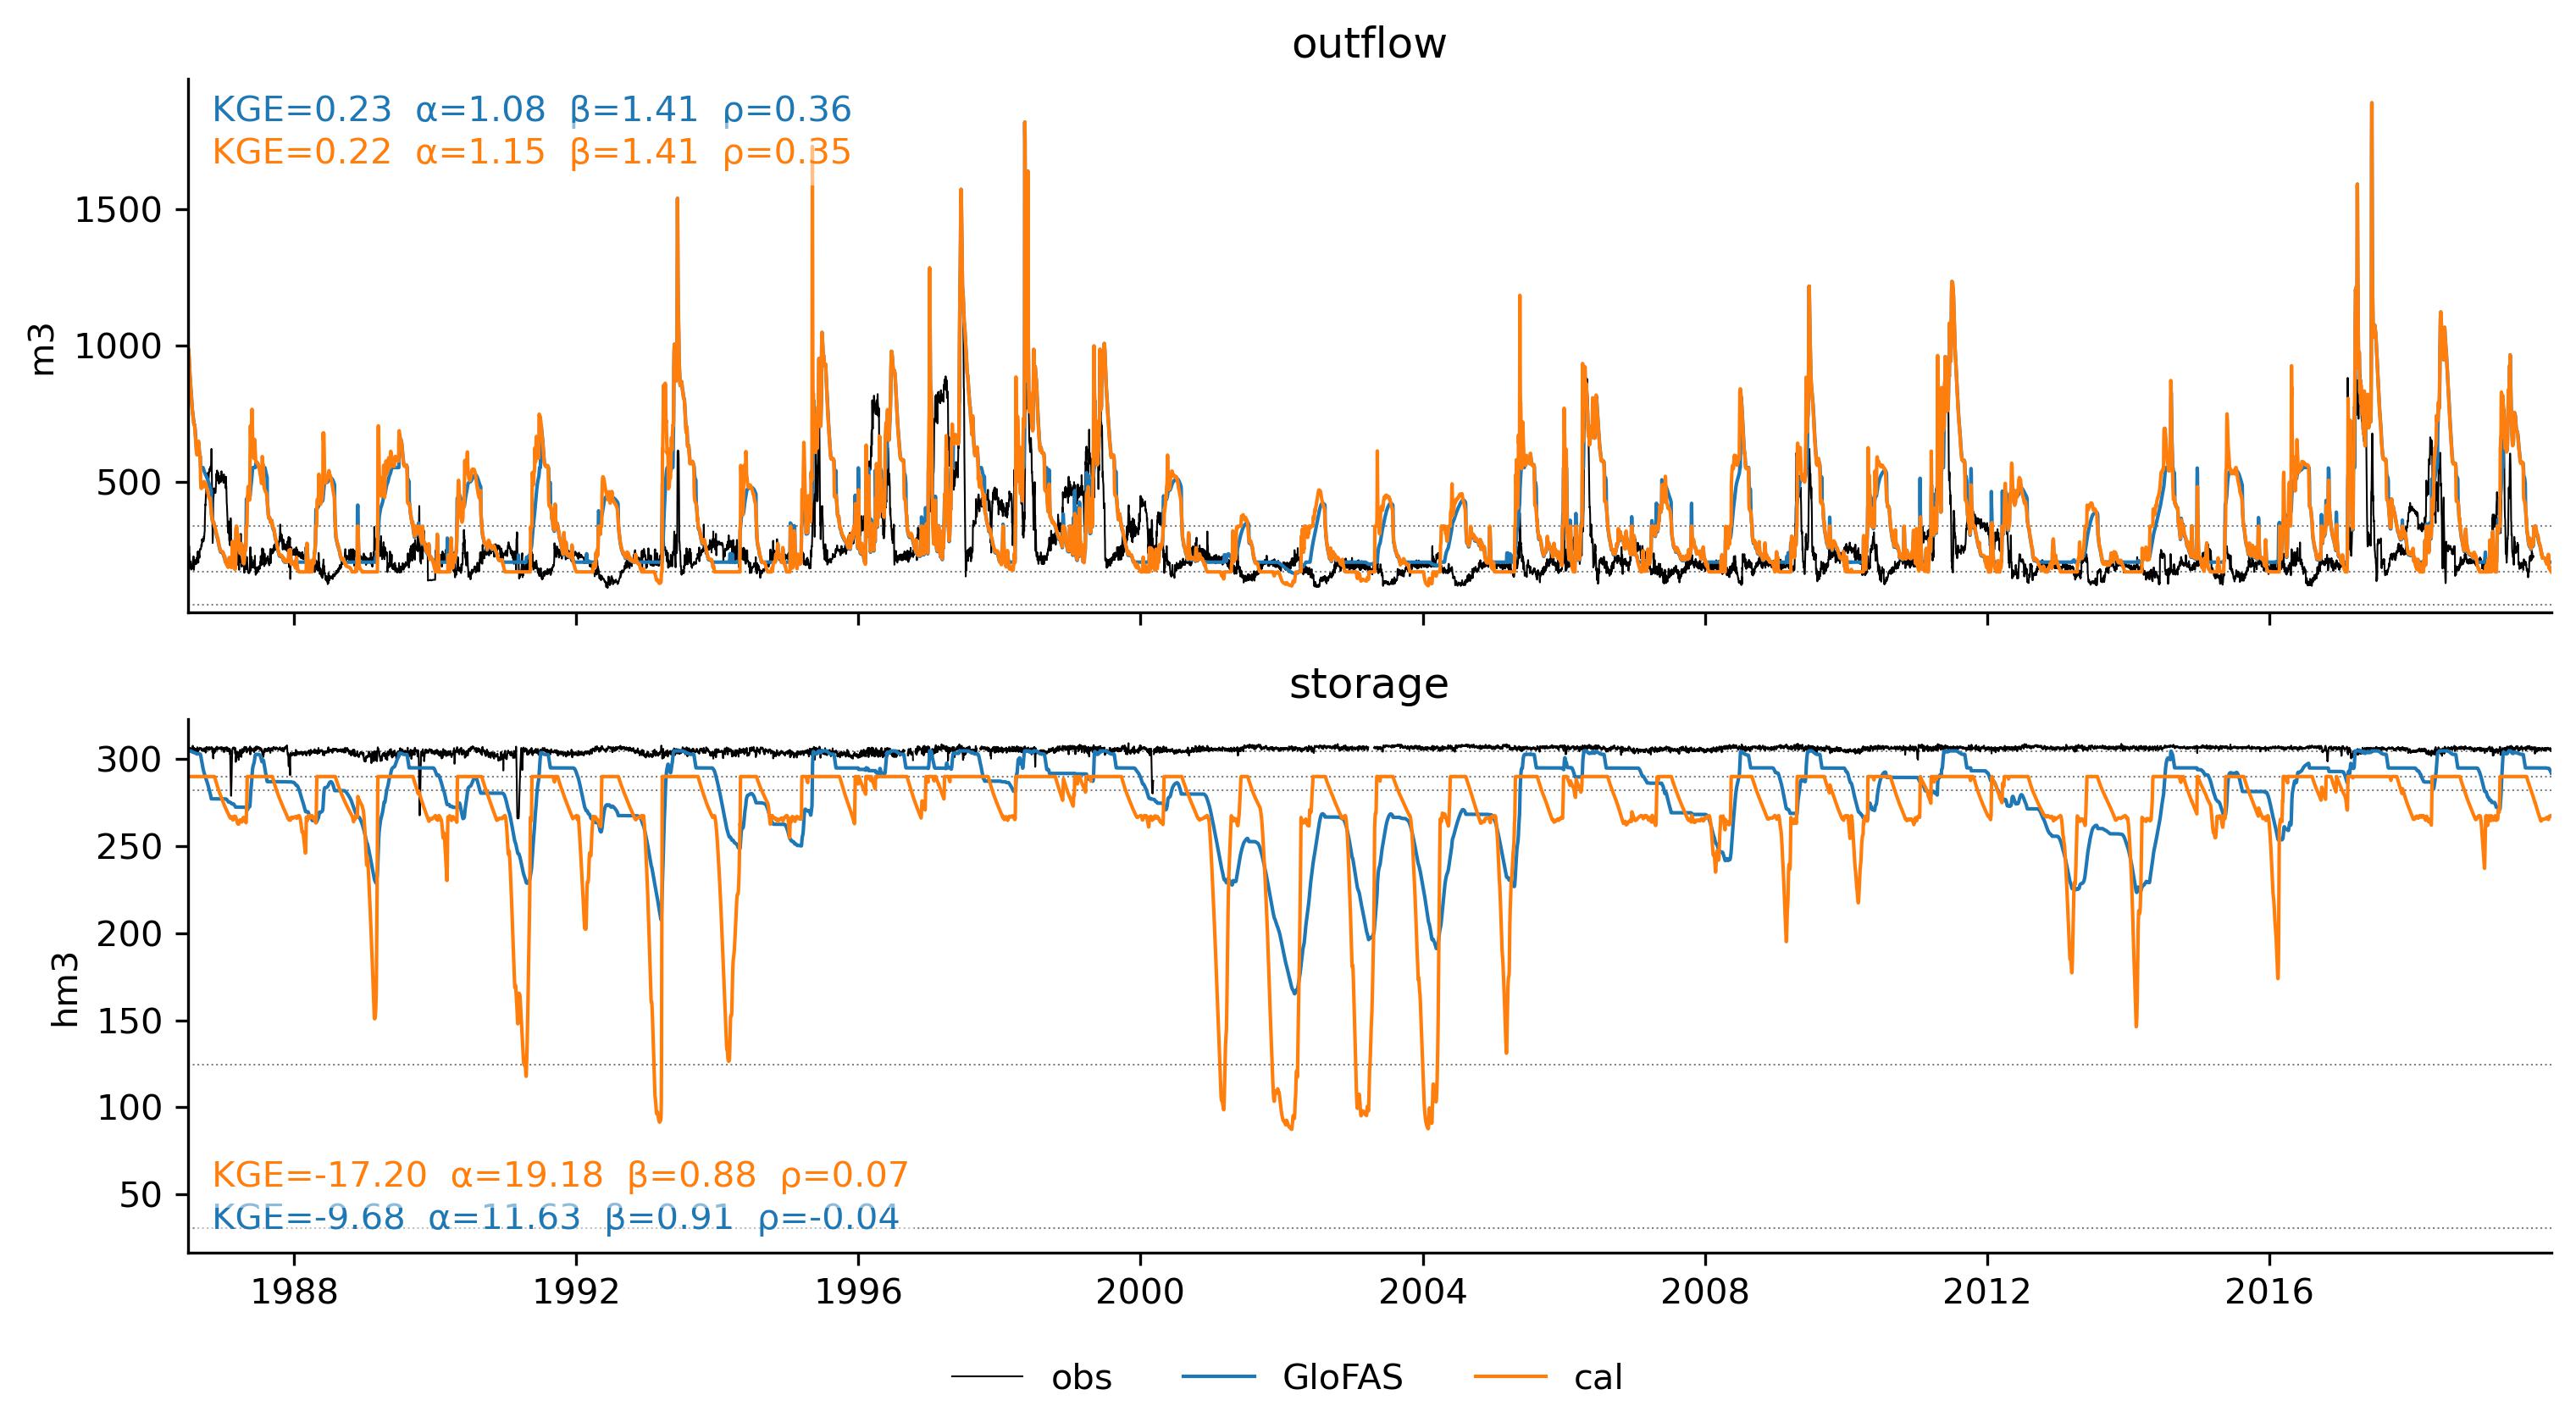 outflow
KGE=0.23 α=1.08 β=1.41 ρ=0.36
KGE=0.22 α=1.15 β=1.41 ρ=0.35
m3
1500
1000
500
storage
hm3
300
250
200
150
100
50
KGE=-17.20 α=19.18 β=0.88 ρ=0.07
KGE=-9.68 α=11.63 β=0.91 ρ=-0.04
1988 1992 1996 2000 2004 2008 2012 2016
obs GloFAS cal